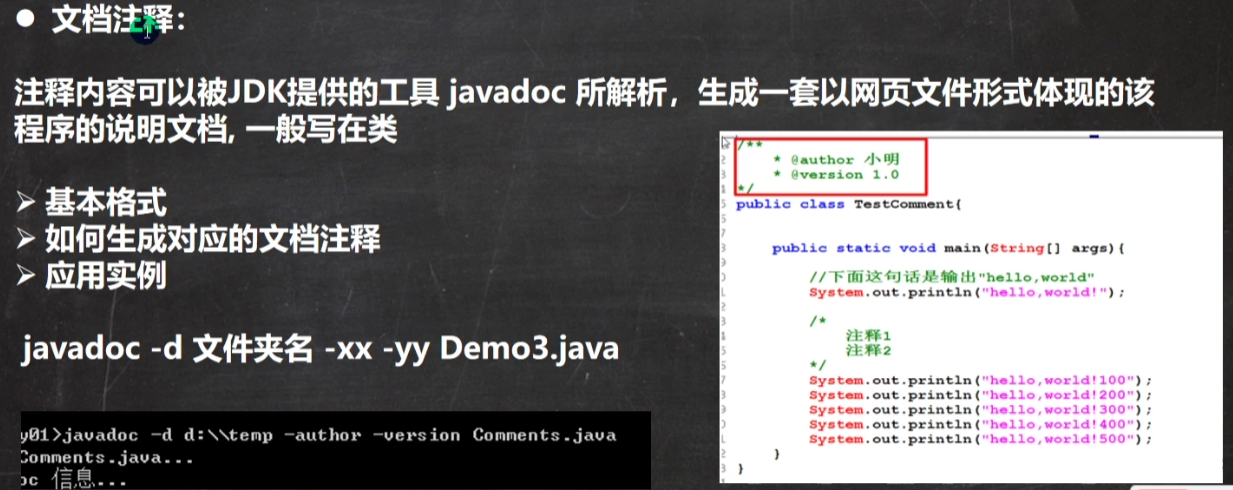 ● 文档注释：
注释内容可以被JDK提供的工具 javadoc 所解析，生成一套以网页文件形式体现的该
程序的说明文档, 一般写在类
➢ 基本格式
➢ 如何生成对应的文档注释
➢ 应用实例
javadoc -d 文件夹名 -xx -yy Demo3.java
y01>javadoc -d d:\\temp -author -version Comments.java
Comments.java...
oc 信息...
/**
* @author 小明
* @version 1.0
*/
public class TestComment{
public static void main(String[] args){
//下面这句话是输出"hello,world"
System.out.println("hello,world!");
/*
注释1
注释2
*/
System.out.println("hello,world!100");
System.out.println("hello,world!200");
System.out.println("hello,world!300");
System.out.println("hello,world!400");
System.out.println("hello,world!500");
}
}